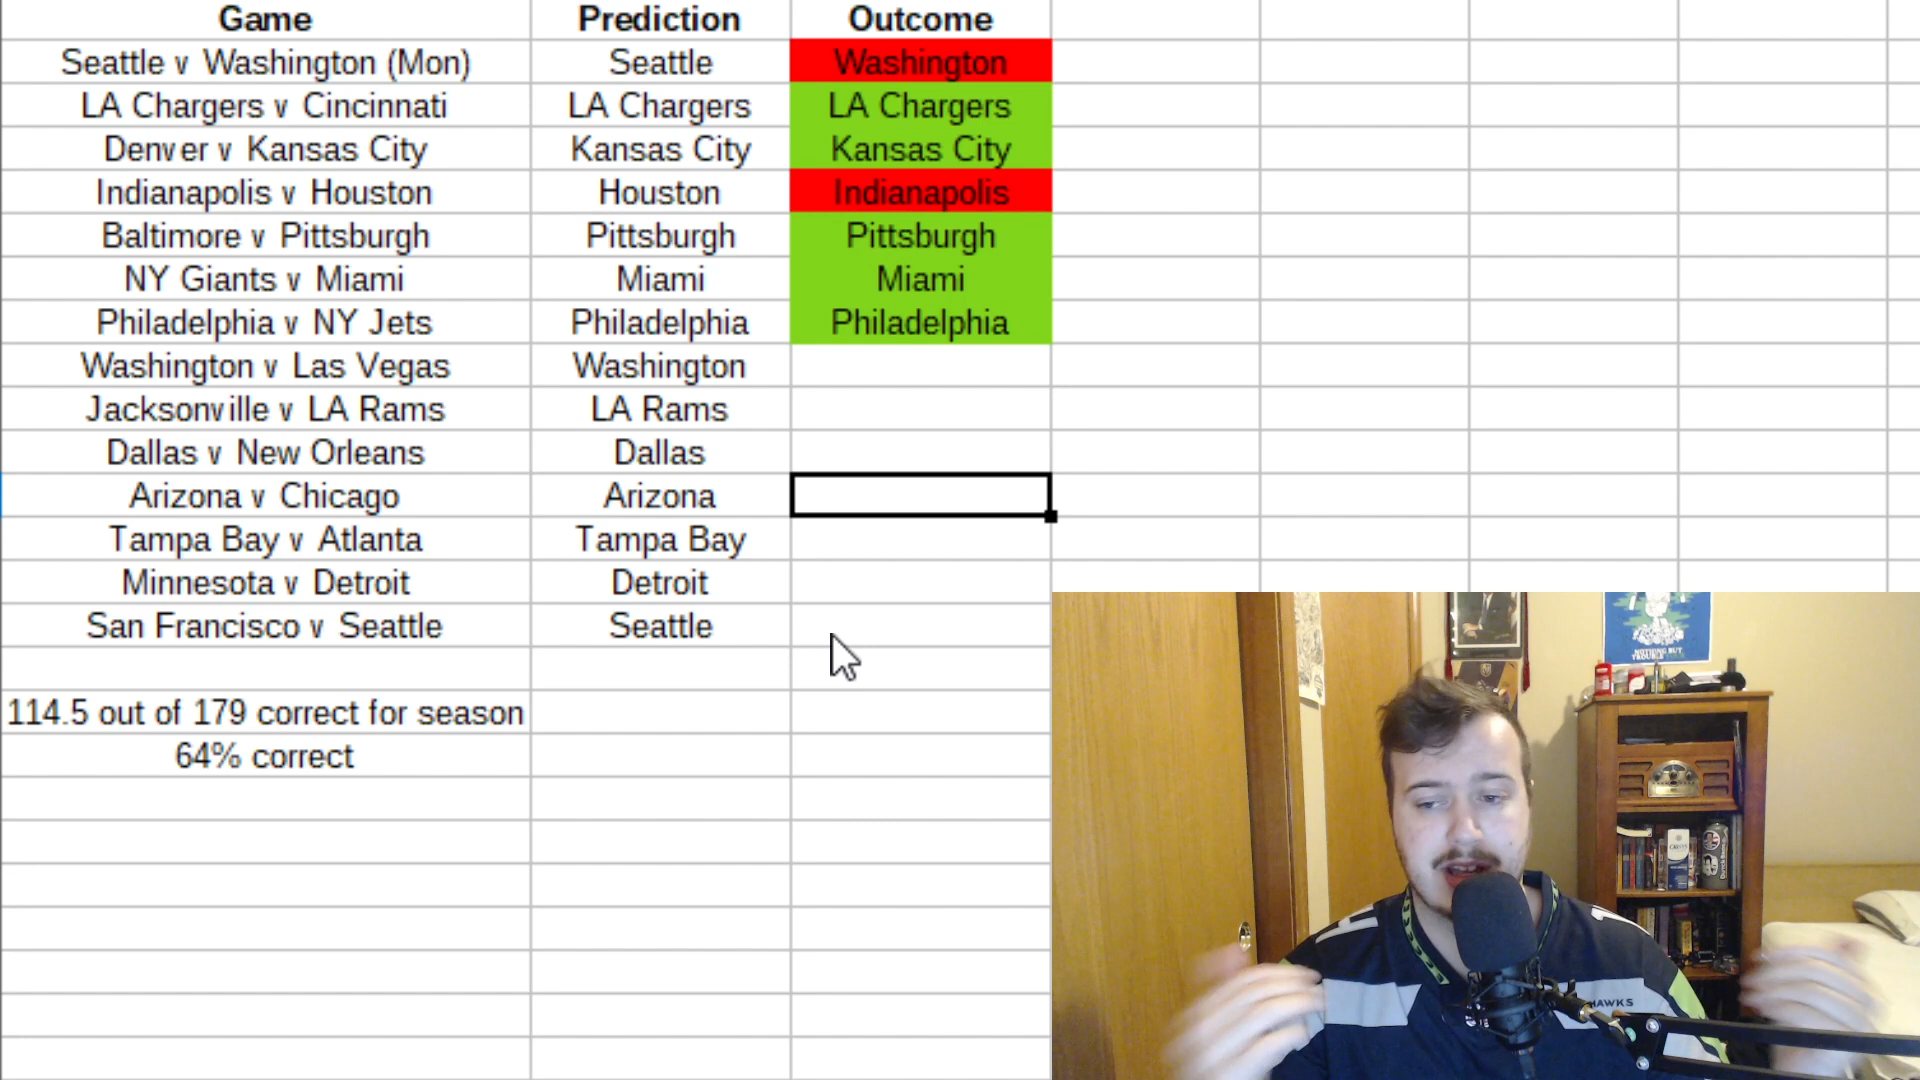 Game Prediction Outcome
Seattle v Washington (Mon) Seattle Washington
LA Chargers v Cincinnati LA Chargers LA Chargers
Denver v Kansas City Kansas City Kansas City
Indianapolis v Houston Houston Indianapolis
Baltimore v Pittsburgh Pittsburgh Pittsburgh
NY Giants v Miami Miami Miami
Philadelphia v NY Jets Philadelphia Philadelphia
Washington v Las Vegas Washington
Jacksonville v LA Rams LA Rams
Dallas v New Orleans Dallas
Arizona v Chicago Arizona
Tampa Bay v Atlanta Tampa Bay
Minnesota v Detroit Detroit
San Francisco v Seattle Seattle
114.5 out of 179 correct for season
64% correct
NOTHING BUT
TROUBLE
HAWKS